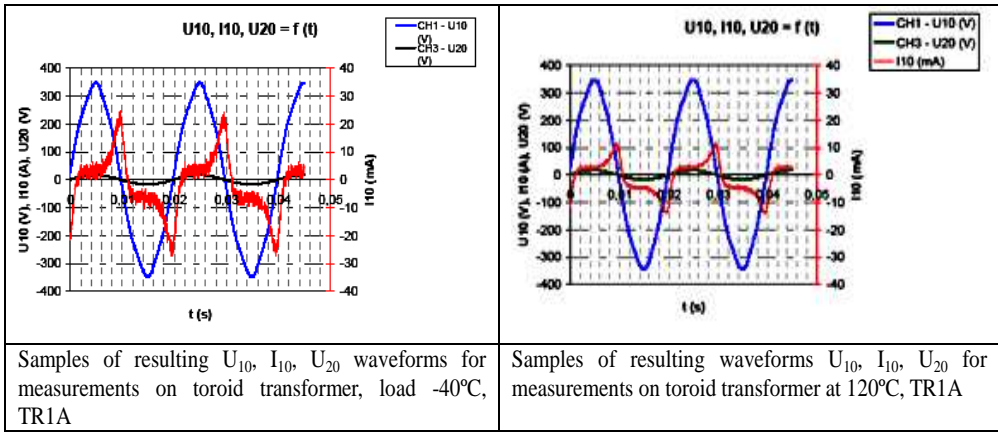 U10, I10, U20 = f (t)
CH1 - U10 (V)
CH3 - U20 (V)
400
300
200
100
0
-100
-200
-300
-400
40
30
20
10
0
-10
-20
-30
-40
0
0.01
0.02
0.03
0.04
0.05
U10 (V), I10 (A), U20 (V)
I10 (mA)
t (s)
U10, I10, U20 = f (t)
CH1 - U10 (V)
CH3 - U20 (V)
I10 (mA)
400
300
200
100
0
-100
-200
-300
-400
40
30
20
10
0
-10
-20
-30
-40
0
0.01
0.02
0.03
0.04
0.05
U10 (V), I10 (A), U20 (V)
I10 (mA)
t (s)
Samples of resulting U10, I10, U20 waveforms for
measurements on toroid transformer, load -40ºC,
TR1A
Samples of resulting waveforms U10, I10, U20 for
measurements on toroid transformer at 120ºC, TR1A